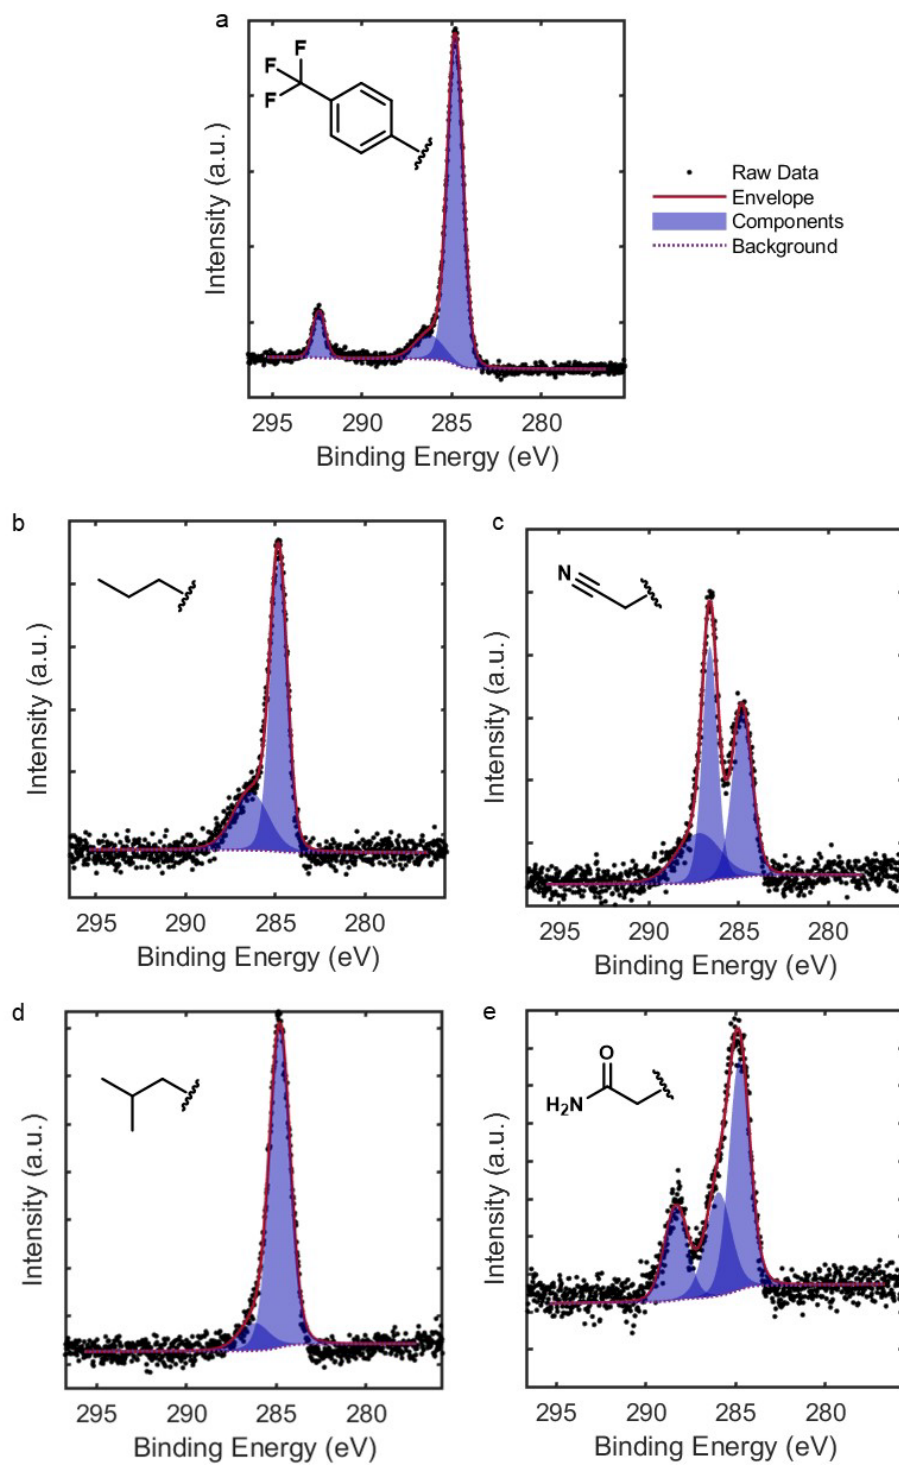 a
F
F
F
Intensity (a.u.)
295 290 285 280
Binding Energy (eV)
Raw Data
Envelope
Components
Background
b
Intensity (a.u.)
295 290 285 280
Binding Energy (eV)
c
N
Intensity (a.u.)
295 290 285 280
Binding Energy (eV)
d
Intensity (a.u.)
295 290 285 280
Binding Energy (eV)
e
O
H₂N
Intensity (a.u.)
295 290 285 280
Binding Energy (eV)